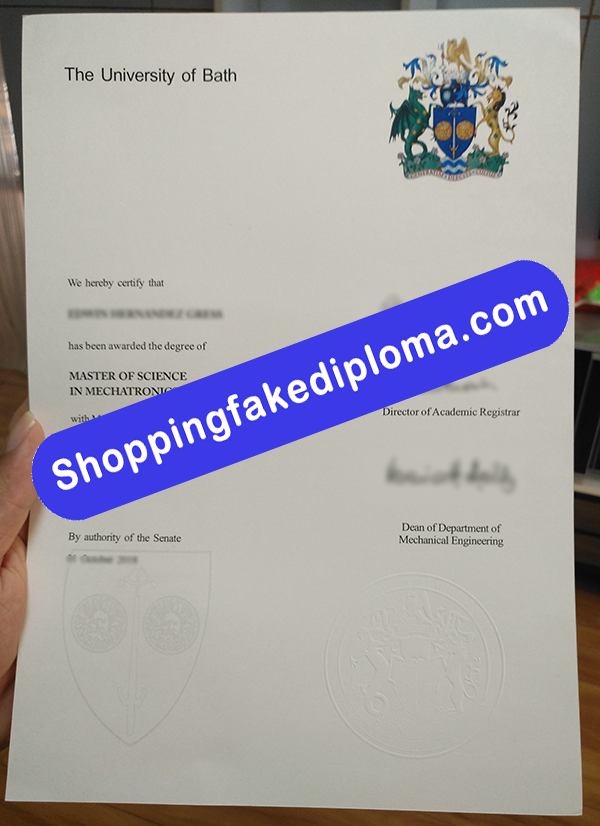 The University of Bath
We hereby certify that
has been awarded the degree of
MASTER OF SCIENCE
IN MECHATRONIC
with
Shoppingfakediploma.com
Director of Academic Registrar
By authority of the Senate
Dean of Department of
Mechanical Engineering